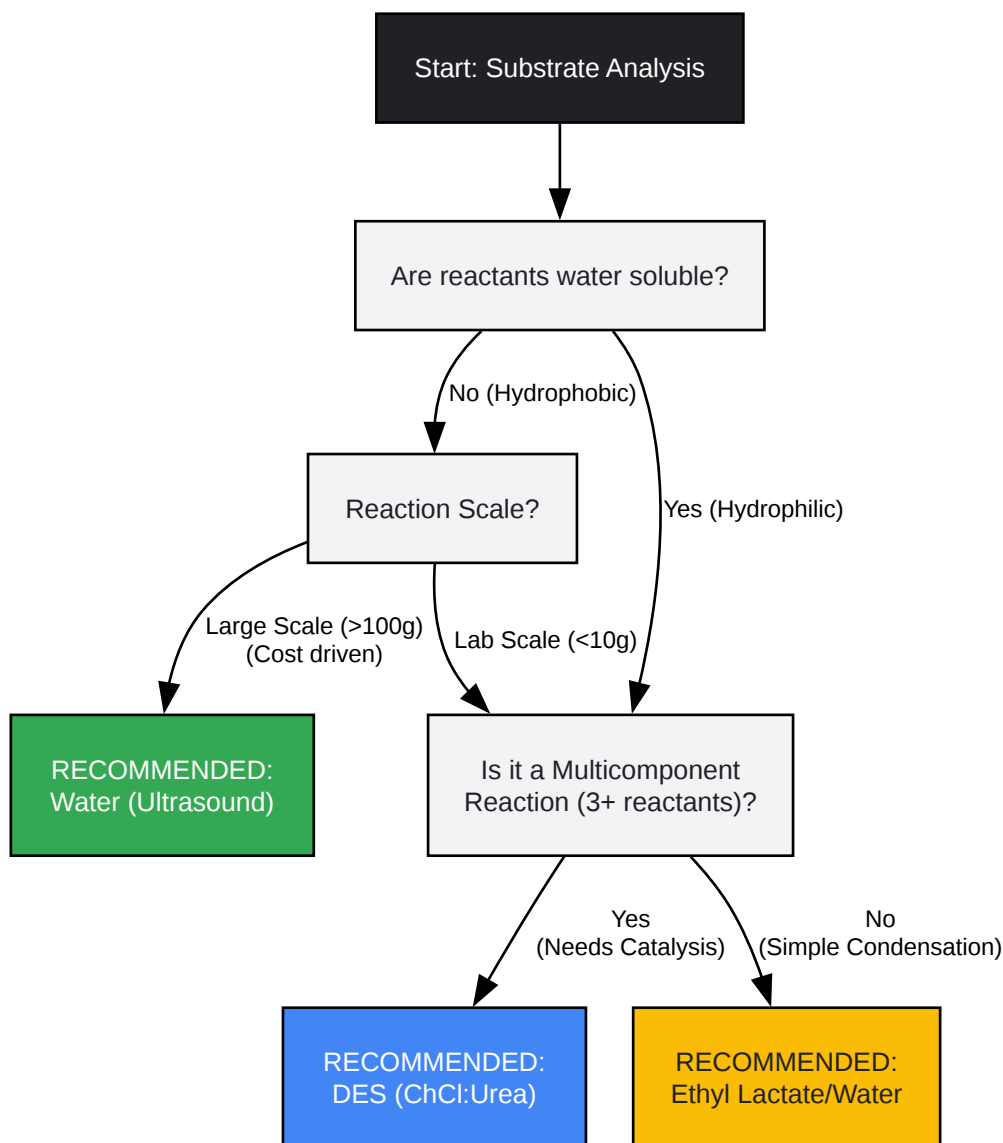 Start: Substrate Analysis
Are reactants water soluble?
No (Hydrophobic)
Reaction Scale?
Yes (Hydrophilic)
Large Scale (>100g)
(Cost driven)
Lab Scale (<10g)
RECOMMENDED:
Water (Ultrasound)
Is it a Multicomponent
Reaction (3+ reactants)?
Yes
(Needs Catalysis)
No
(Simple Condensation)
RECOMMENDED:
DES (ChCl:Urea)
RECOMMENDED:
Ethyl Lactate/Water